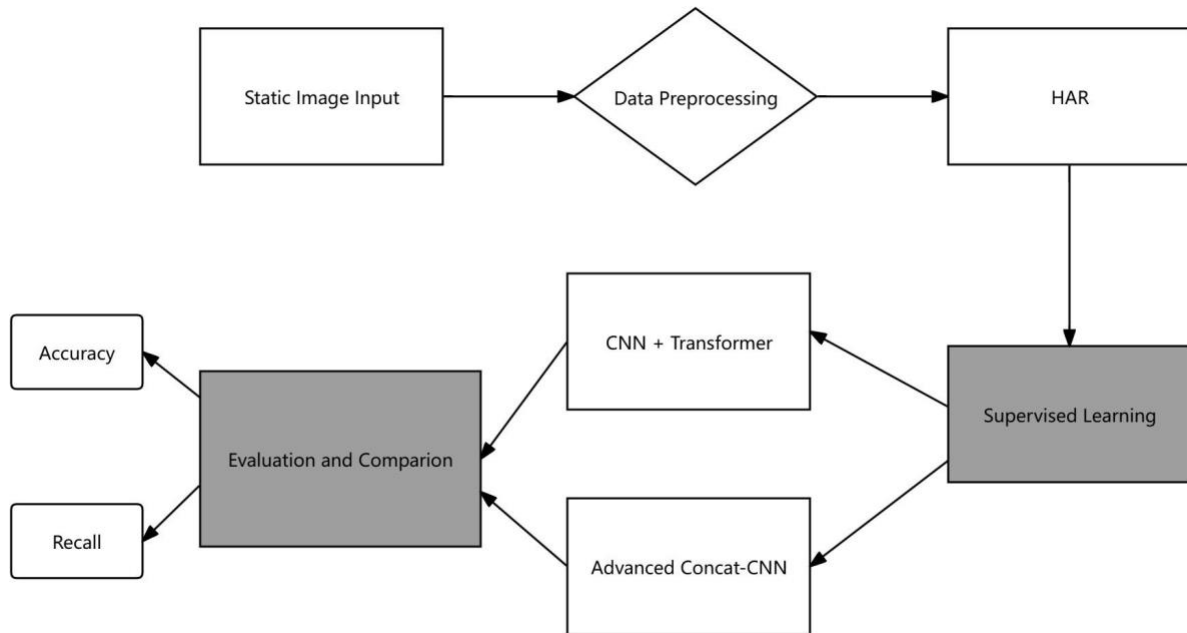 Static Image Input
Data Preprocessing
HAR
Supervised Learning
CNN + Transformer
Advanced Concat-CNN
Evaluation and Comparion
Accuracy
Recall